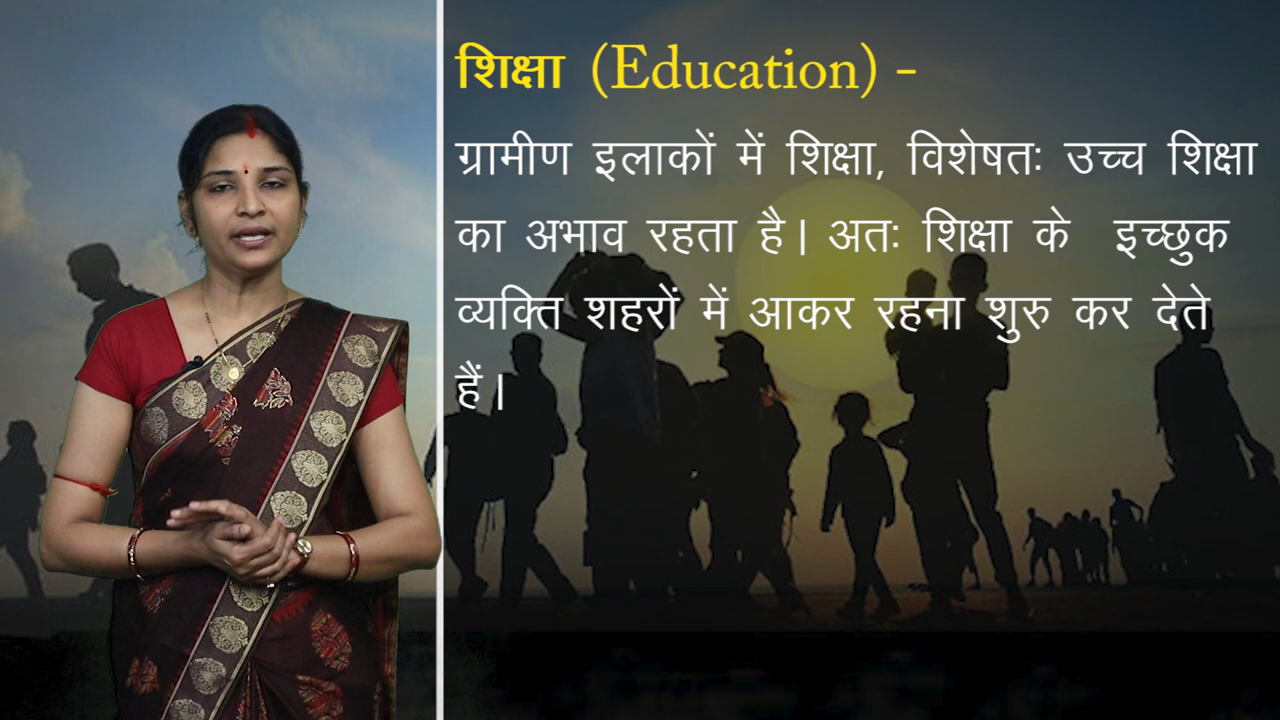 शिक्षा (Education) -
ग्रामीण इलाकों में शिक्षा, विशेषतः उच्च शिक्षा
का अभाव रहता है। अतः शिक्षा के इच्छुक
व्यक्ति शहरों में आकर रहना शुरु कर देते
हैं।